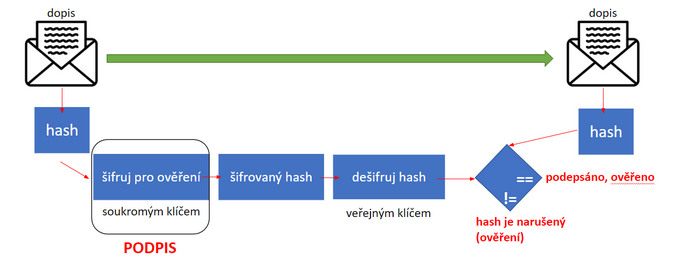 dopis
dopis
hash
hash
šifruj pro ověření
šifrovaný hash
dešifruj hash
==
!=
podepsáno, ověřeno
soukromým klíčem
veřejným klíčem
hash je narušený
(ověření)
PODPIS